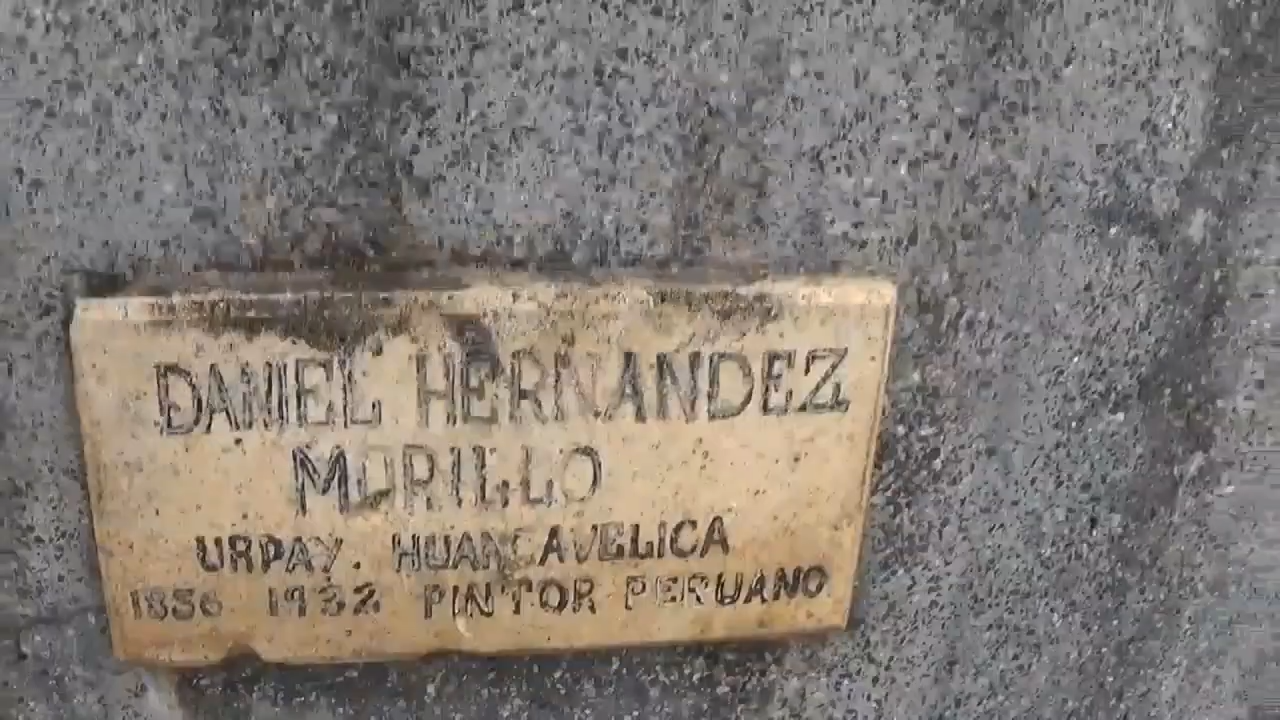 DANIEL HERNANDEZ
MORILLO
URPAY. HUANCAVELICA
1856 1932 PINTOR PERUANO